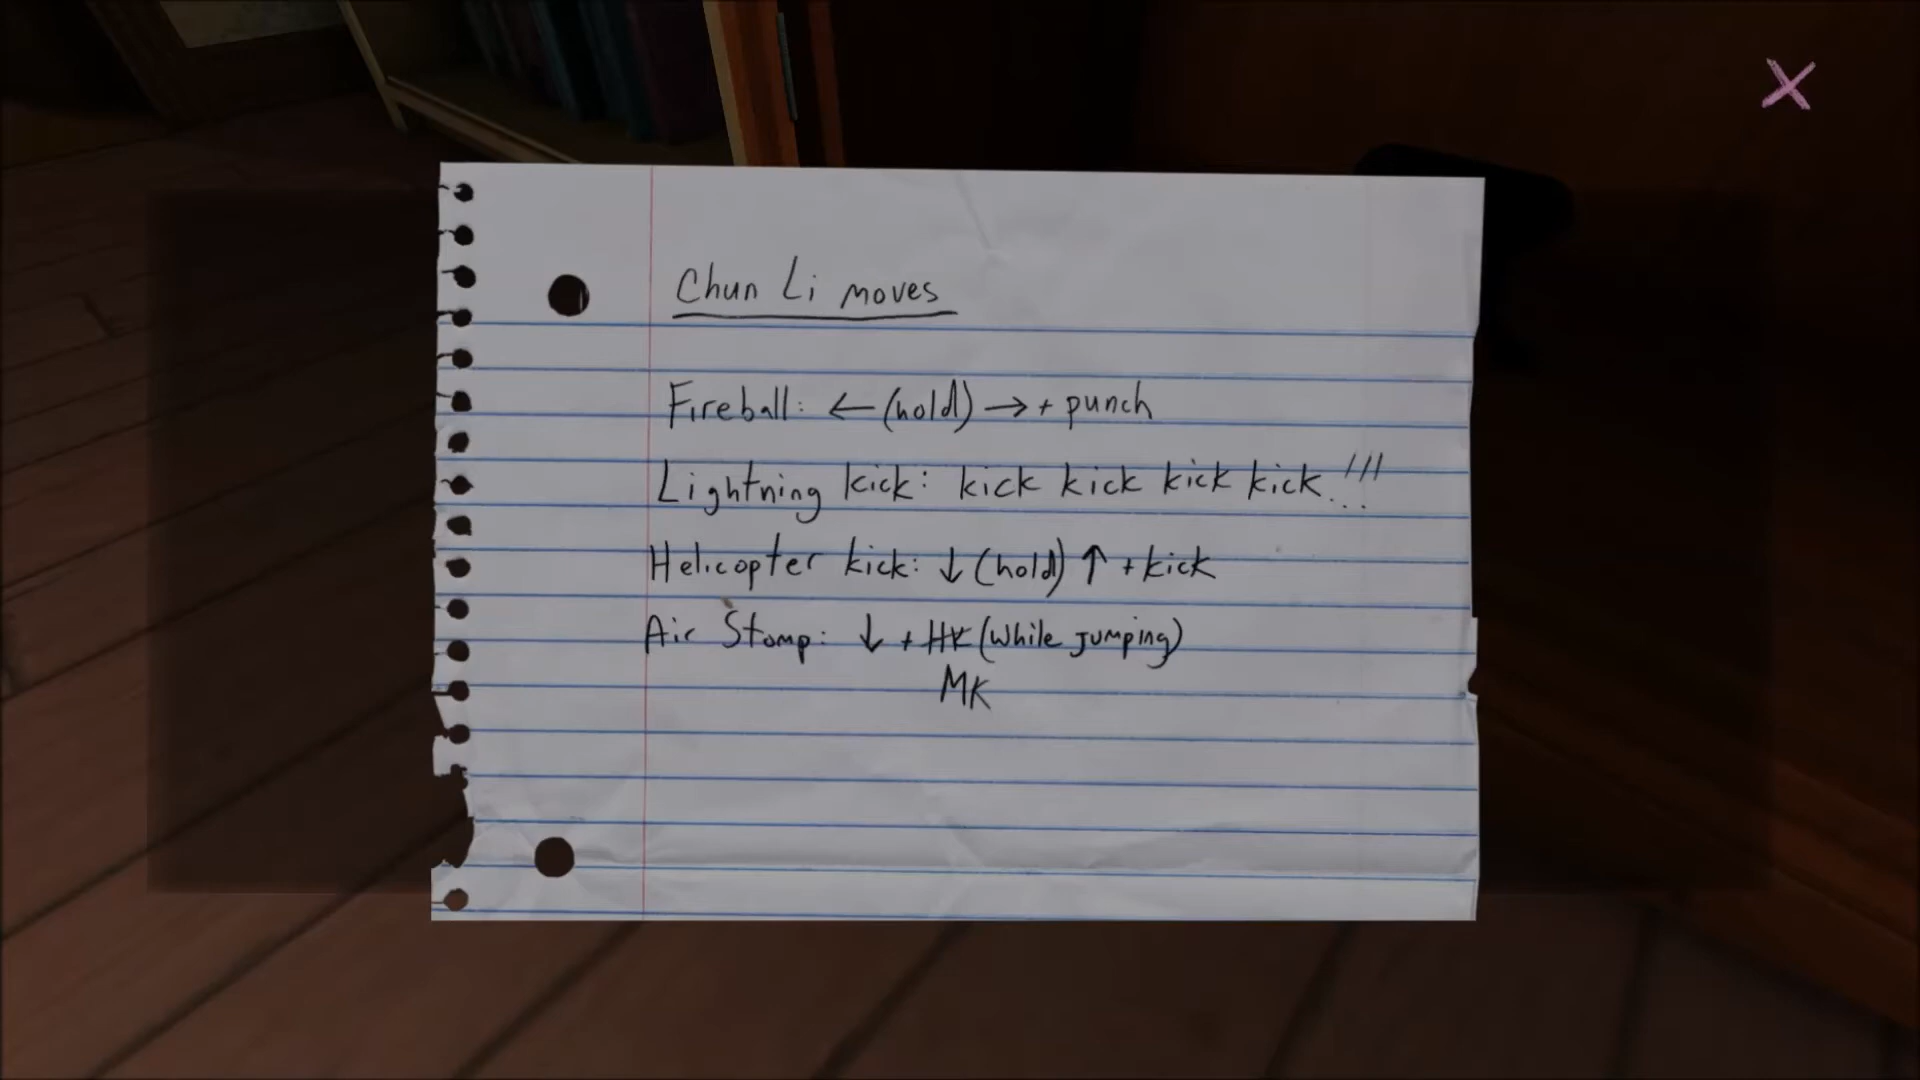 Chun Li moves
Fireball: ← (hold) → + punch
Lightning kick: kick kick kick kick!!!
Helicopter kick: ↓ (hold) ↑ + kick
Air Stomp: ↓ + HK (while jumping)
MK